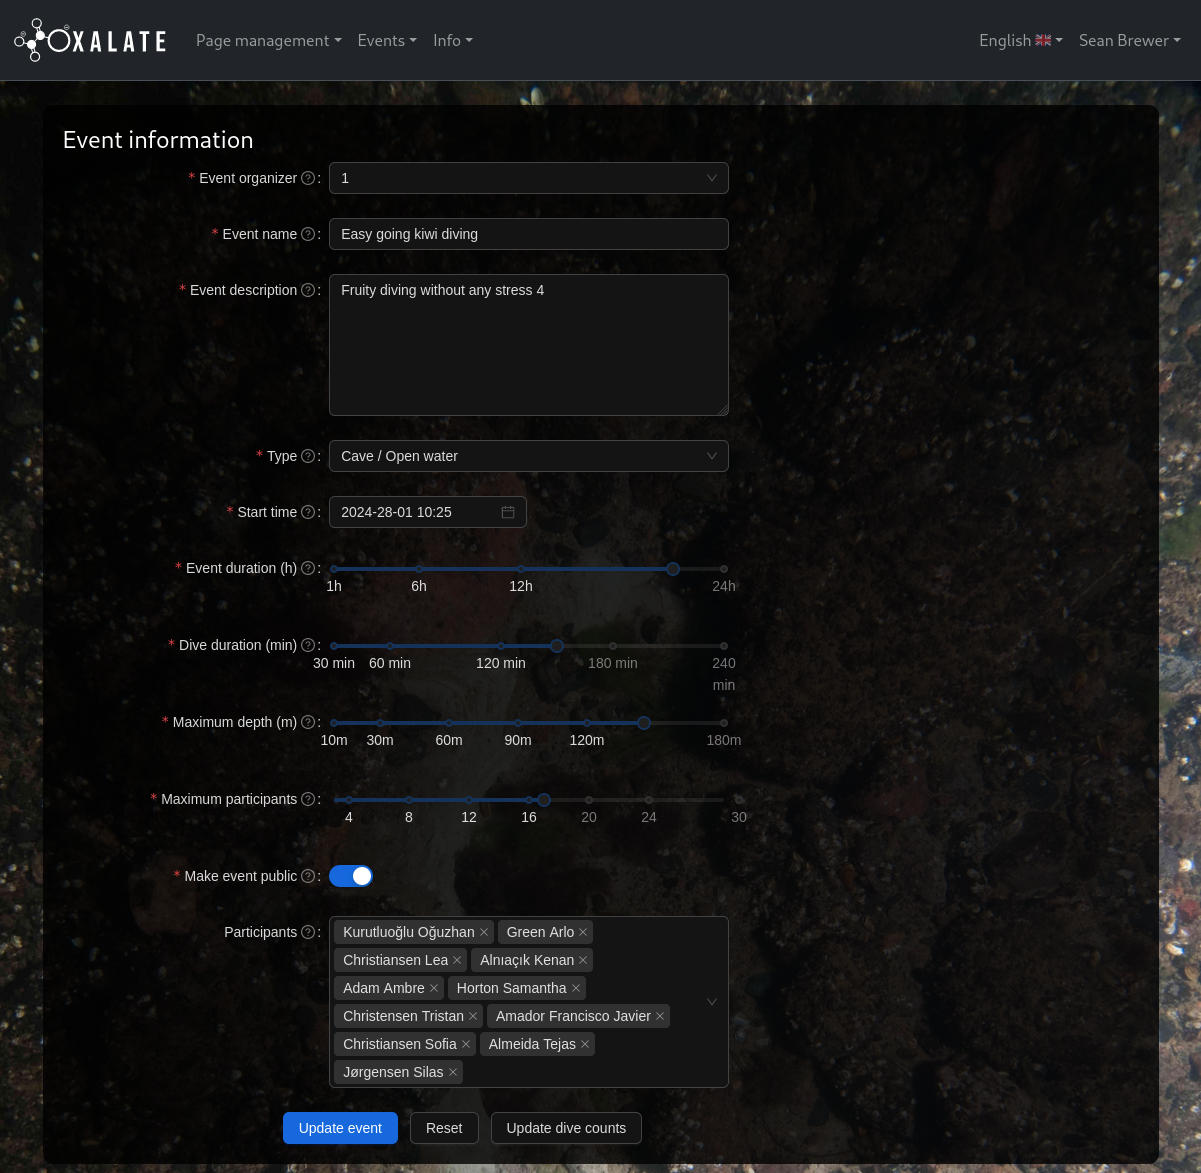 OXALATE Page management Events Info English Sean Brewer
Event information
* Event organizer : 1
* Event name : Easy going kiwi diving
* Event description : Fruity diving without any stress 4
* Type : Cave / Open water
* Start time : 2024-28-01 10:25
* Event duration (h) :
1h 6h 12h 24h
* Dive duration (min) :
30 min 60 min 120 min 180 min 240 min
* Maximum depth (m) :
10m 30m 60m 90m 120m 180m
* Maximum participants :
4 8 12 16 20 24 30
* Make event public :
Participants : Kurutluoğlu Oğuzhan Green Arlo
Christiansen Lea Alnıaçık Kenan
Adam Ambre Horton Samantha
Christensen Tristan Amador Francisco Javier
Christiansen Sofia Almeida Tejas
Jørgensen Silas
Update event Reset Update dive counts